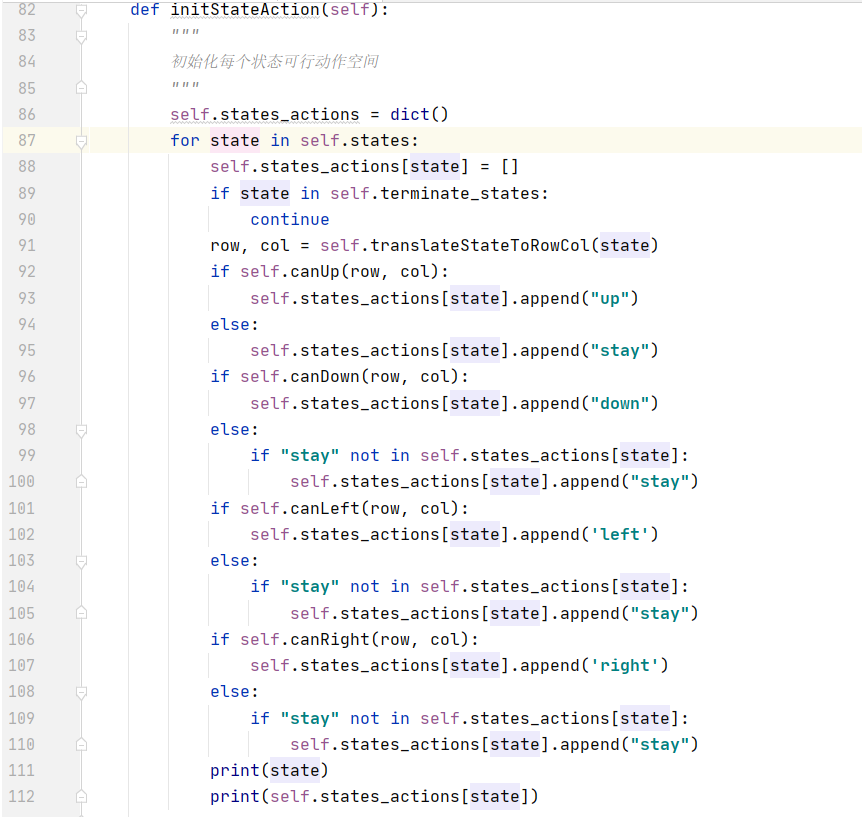 82 def initStateAction(self):
83 """
84 初始化每个状态可行动作空间
85 """
86 self.states_actions = dict()
87 for state in self.states:
88 self.states_actions[state] = []
89 if state in self.terminate_states:
90 continue
91 row, col = self.translateStateToRowCol(state)
92 if self.canUp(row, col):
93 self.states_actions[state].append("up")
94 else:
95 self.states_actions[state].append("stay")
96 if self.canDown(row, col):
97 self.states_actions[state].append("down")
98 else:
99 if "stay" not in self.states_actions[state]:
100 self.states_actions[state].append("stay")
101 if self.canLeft(row, col):
102 self.states_actions[state].append('left')
103 else:
104 if "stay" not in self.states_actions[state]:
105 self.states_actions[state].append("stay")
106 if self.canRight(row, col):
107 self.states_actions[state].append('right')
108 else:
109 if "stay" not in self.states_actions[state]:
110 self.states_actions[state].append("stay")
111 print(state)
112 print(self.states_actions[state])